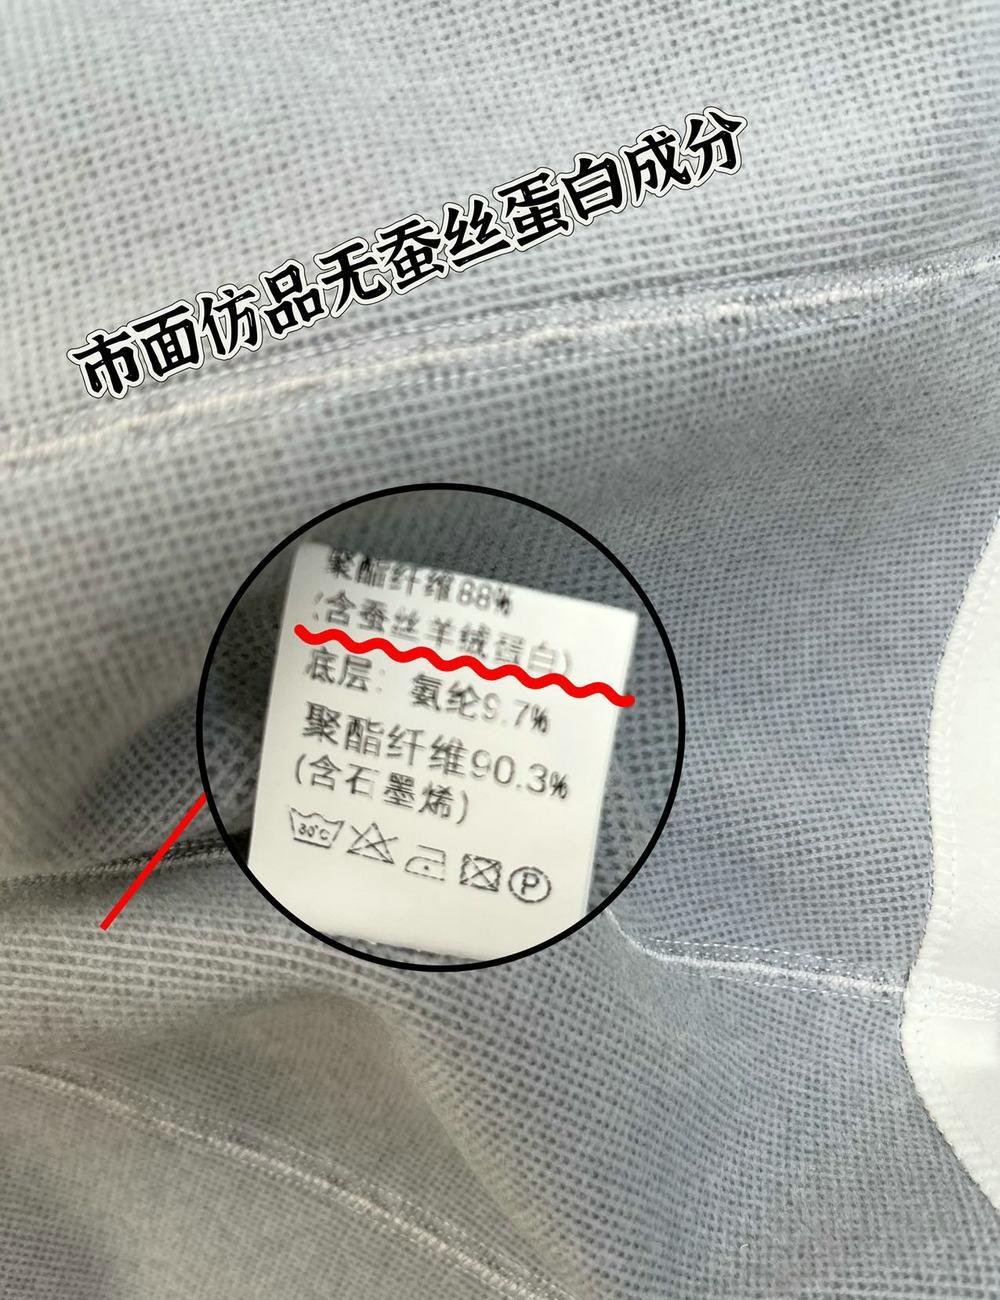 市面仿品无蚕丝蛋白成分
聚酯纤维88%
(含蚕丝羊绒蛋白)
底层: 氨纶9.7%
聚酯纤维90.3%
(含石墨烯)
30°C
P